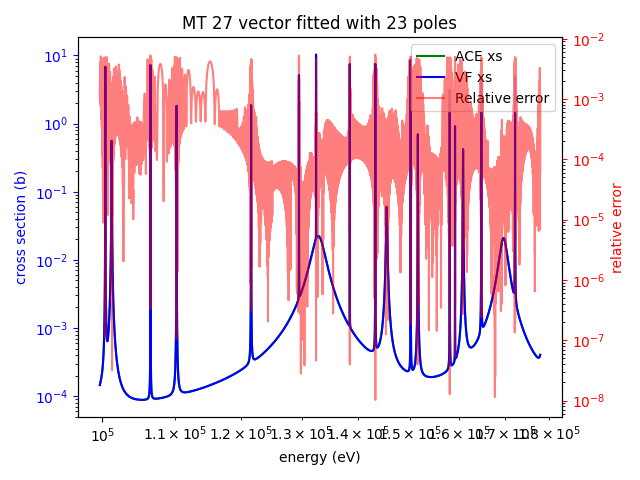 MT 27 vector fitted with 23 poles
ACE xs
VF xs
Relative error
10¹
10⁰
10⁻¹
10⁻²
10⁻³
10⁻⁴
cross section (b)
10⁻²
10⁻³
10⁻⁴
10⁻⁵
10⁻⁶
10⁻⁷
10⁻⁸
relative error
10⁵ 1.1 × 10⁵ 1.2 × 10⁵ 1.3 × 10⁵ 1.4 × 10⁵ 1.5 × 10⁵ 1.6 × 10⁵ 1.7 × 10⁵ 1.8 × 10⁵
energy (eV)